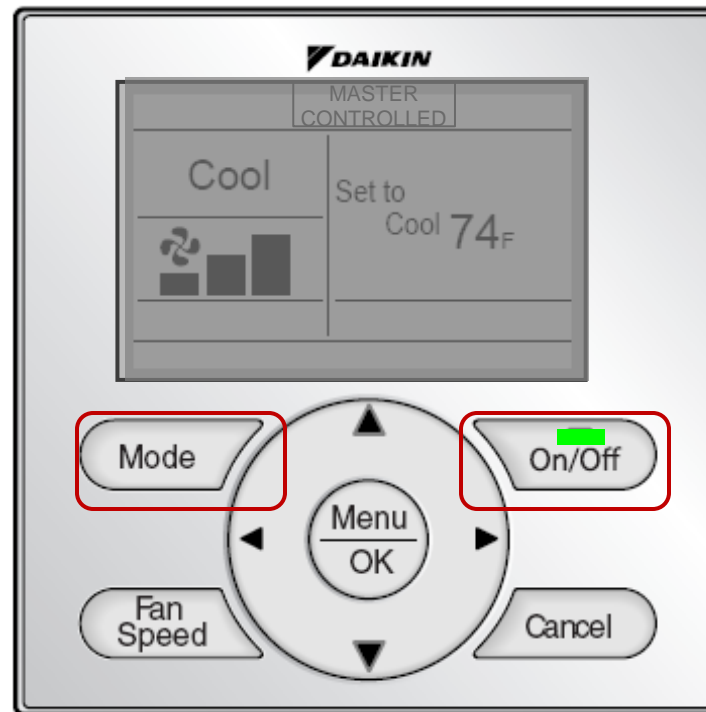 DAIKIN
MASTER
CONTROLLED
Cool
Set to
Cool 74F
Mode
On/Off
Menu
OK
Fan
Speed
Cancel